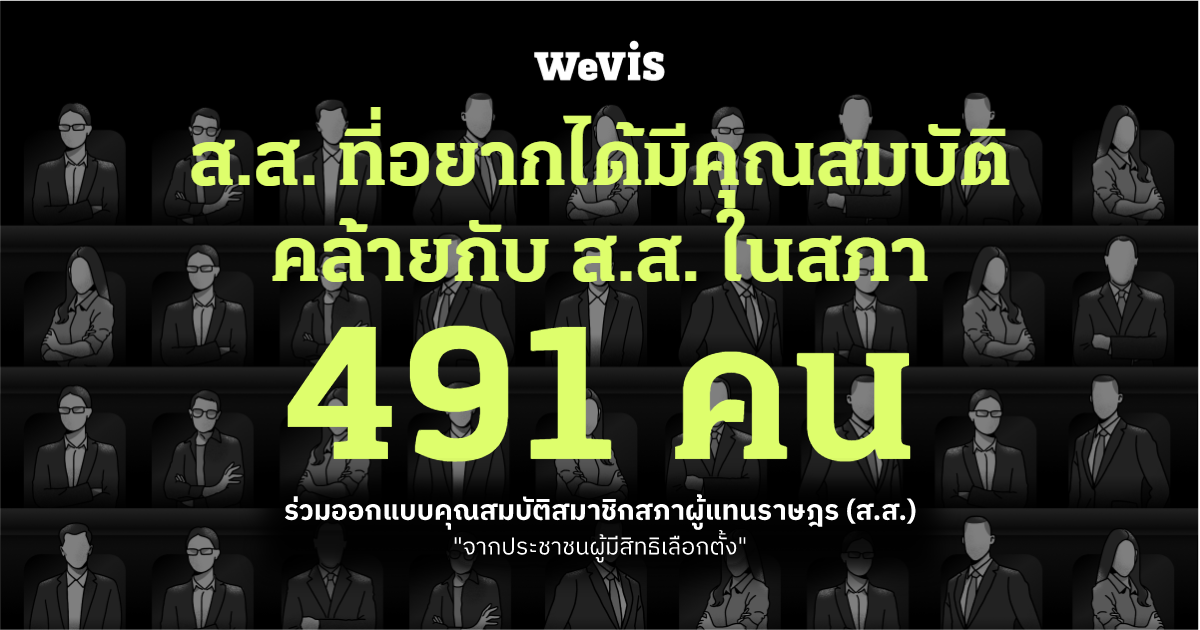 WeVIS
ส.ส. ที่อยากได้มีคุณสมบัติ
คล้ายกับ ส.ส. ในสภา
491 คน
ร่วมออกแบบคุณสมบัติสมาชิกสภาผู้แทนราษฎร (ส.ส.)
"จากประชาชนผู้มีสิทธิเลือกตั้ง"